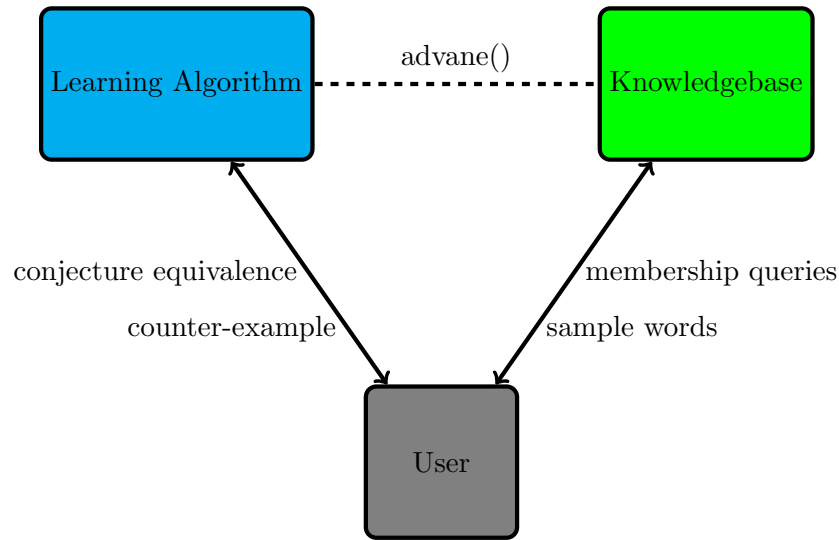 advane()
Learning Algorithm
Knowledgebase
conjecture equivalence
membership queries
counter-example
sample words
User